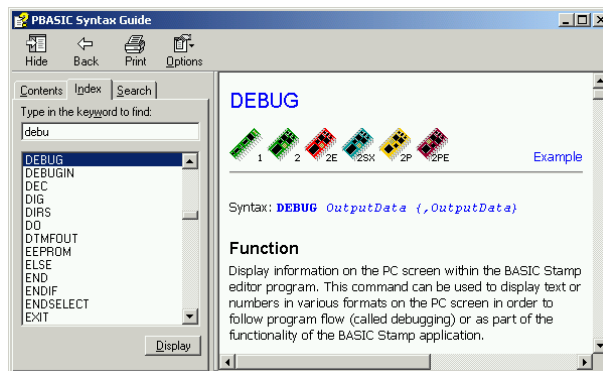 PBASIC Syntax Guide
Hide Back Print Options
Contents Index Search
Type in the keyword to find:
debu
DEBUG
DEBUGIN
DEC
DIG
DIRS
DO
DTMFOUT
EEPROM
ELSE
END
ENDIF
ENDSELECT
EXIT
Display
DEBUG
1 2 2E 2SX 2P 2PE
Example
Syntax: DEBUG OutputData {,OutputData}
Function
Display information on the PC screen within the BASIC Stamp
editor program. This command can be used to display text or
numbers in various formats on the PC screen in order to
follow program flow (called debugging) or as part of the
functionality of the BASIC Stamp application.